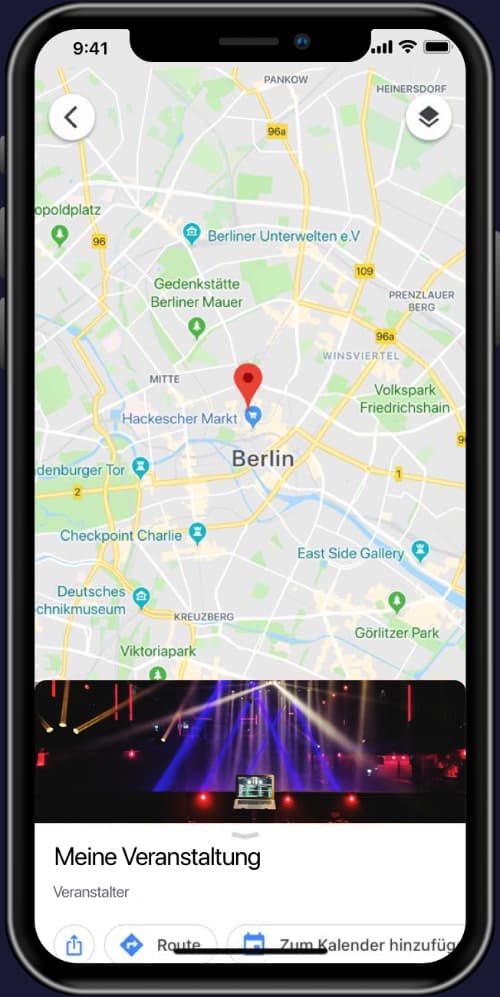 9:41
PANKOW
HEINERSDORF
96a
opoldplatz
96
Berliner Unterwelten e.V
109
Gedenkstätte
Berliner Mauer
PRENZLAUER
BERG
96a
WINSVIERTEL
MITTE
Volkspark
Friedrichshain
Hackescher Markt
9
Berlin
denburger Tor
1
2
Checkpoint Charlie
East Side Gallery
Deutsches
chnikmuseum
KREUZBERG
Görlitzer Park
Viktoriapark
Meine Veranstaltung
Veranstalter
Route
Zum Kalender hinzufüg